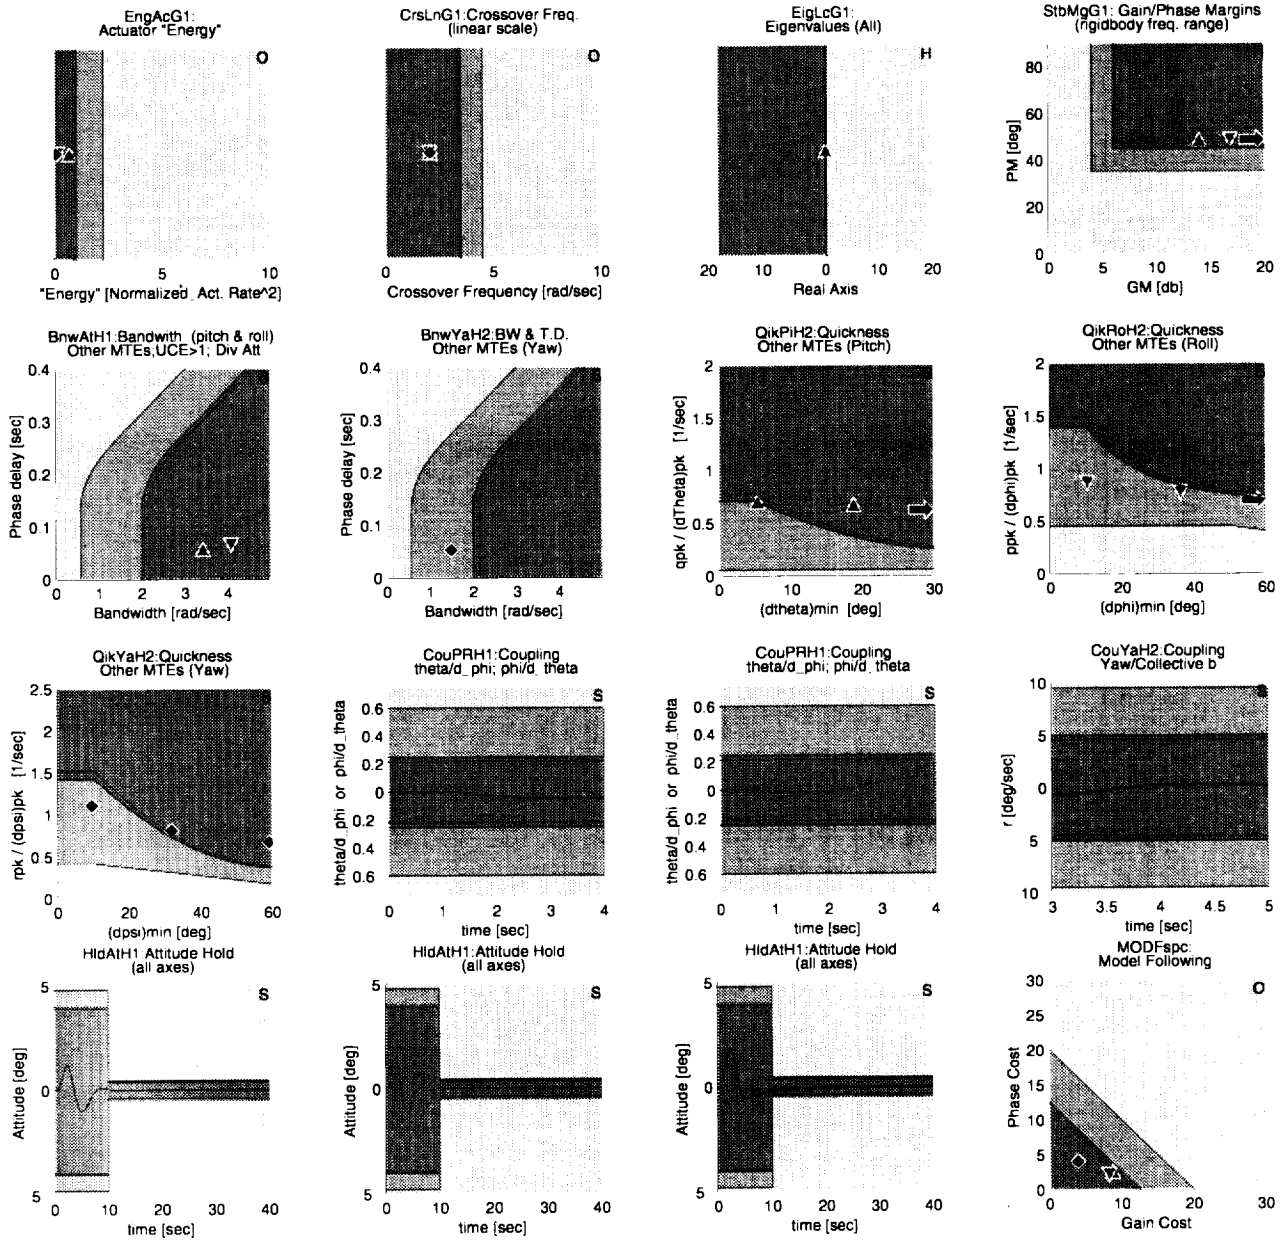 EngAcG1:
Actuator "Energy"
O
0 5 10
"Energy" [Normalized_ Act. Rate^2]
CrsLnG1:Crossover Freq.
(linear scale)
O
0 5 10
Crossover Frequency [rad/sec]
EigLcG1:
Eigenvalues (All)
H
20 10 0 10 20
Real Axis
StbMgG1: Gain/Phase Margins
(rigidbody freq. range)
PM [deg]
80
60
40
20
0
0 5 10 15 20
GM [db]
BnwAtH1:Bandwith (pitch & roll)
Other MTEs;UCE>1; Div Att
Phase delay [sec]
0.4
0.3
0.2
0.1
0
0 1 2 3 4
Bandwidth [rad/sec]
BnwYaH2:BW & T.D.
Other MTEs (Yaw)
Phase delay [sec]
0.4
0.3
0.2
0.1
0
0 1 2 3 4
Bandwidth [rad/sec]
QikPiH2:Quickness
Other MTEs (Pitch)
qpk / (dTheta)pk [1/sec]
2
1.5
1
0.5
0
0 10 20 30
(dtheta)min [deg]
QikRoH2:Quickness
Other MTEs (Roll)
ppk / (dphi)pk [1/sec]
2
1.5
1
0.5
0
0 20 40 60
(dphi)min [deg]
QikYaH2:Quickness
Other MTEs (Yaw)
rpk / (dpsi)pk [1/sec]
2.5
2
1.5
1
0.5
0
0 20 40 60
(dpsi)min [deg]
CouPRH1:Coupling
theta/d_phi; phi/d_theta
S
theta/d_phi or phi/d_theta
0.6
0.4
0.2
0
0.2
0.4
0.6
0 1 2 3 4
time [sec]
CouPRH1:Coupling
theta/d_phi; phi/d_theta
S
theta/d_phi or phi/d_theta
0.6
0.4
0.2
0
0.2
0.4
0.6
0 1 2 3 4
time [sec]
CouYaH2:Coupling
Yaw/Collective b
S
r [deg/sec]
10
5
0
5
10
3 3.5 4 4.5 5
time [sec]
HldAtH1:Attitude Hold
(all axes)
S
Attitude [deg]
5
0
5
0 10 20 30 40
time [sec]
HldAtH1:Attitude Hold
(all axes)
S
Attitude [deg]
5
0
5
0 10 20 30 40
time [sec]
HldAtH1:Attitude Hold
(all axes)
S
Attitude [deg]
5
0
5
0 10 20 30 40
time [sec]
MODFspc:
Model Following
O
Phase Cost
30
25
20
15
10
5
0
0 10 20 30
Gain Cost